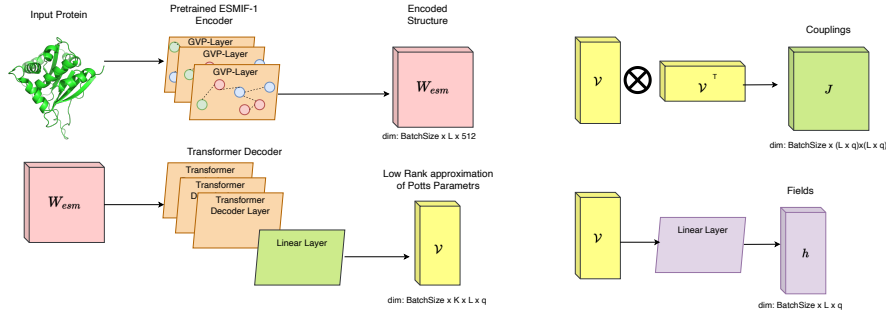 Input Protein
Pretrained ESMIF-1
Encoder
GVP-Layer
GVP-Layer
GVP-Layer
Encoded
Structure
W_esm
dim: BatchSize x L x 512
Transformer Decoder
W_esm
Transformer
Transformer
D
Transformer
Decoder Layer
Linear Layer
Low Rank approximation
of Potts Parametrs
V
dim: BatchSize x K x L x q
Couplings
V
⊗
V^T
J
dim: BatchSize x (L x q)x(L x q)
Fields
V
Linear Layer
h
dim: BatchSize x L x q